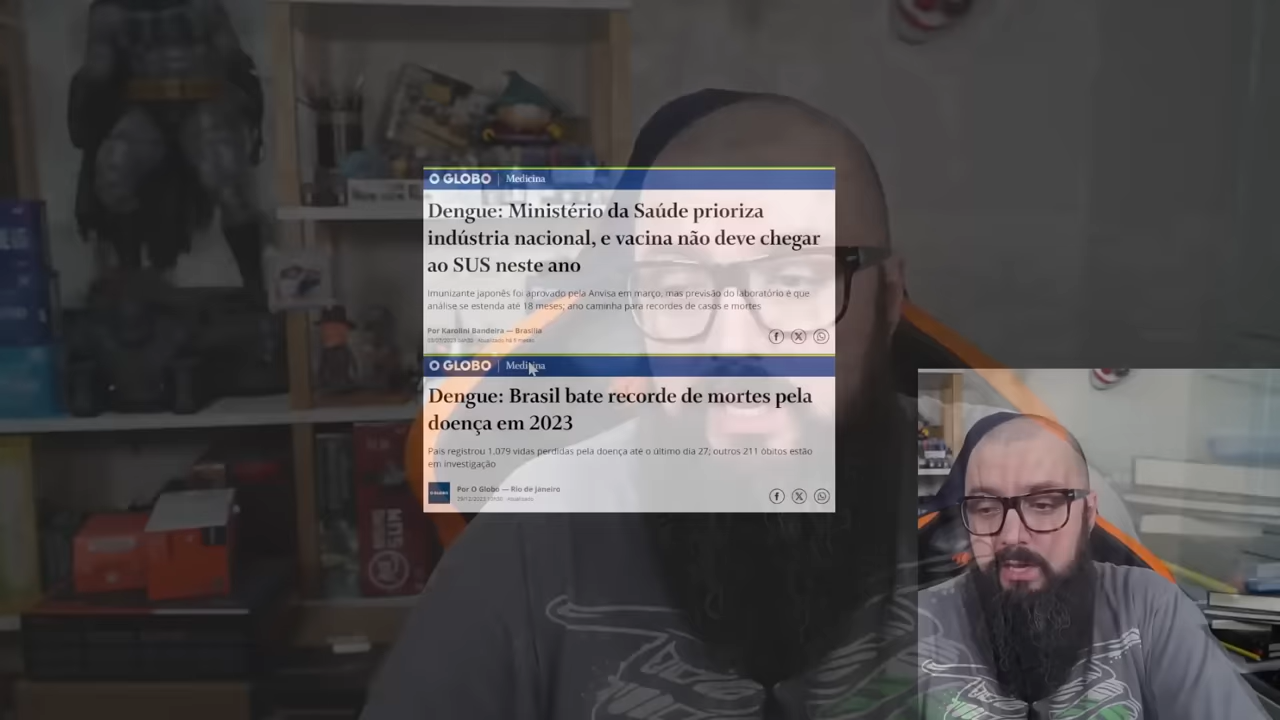 O GLOBO | Medicina
Dengue: Ministério da Saúde prioriza
indústria nacional, e vacina não deve chegar
ao SUS neste ano
Imunizante japonês foi aprovado pela Anvisa em março, mas previsão do laboratório é que
análise se estenda até 18 meses; ano caminha para recordes de casos e mortes
Por Karolini Bandeira — Brasília
O GLOBO | Medicina
Dengue: Brasil bate recorde de mortes pela
doença em 2023
País registrou 1.079 vidas perdidas pela doença até o último dia 27; outros 211 óbitos estão
em investigação
Por O Globo — Rio de Janeiro